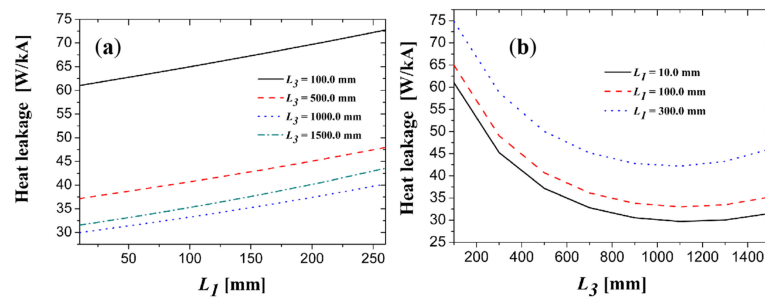 (a)
Heat leakage [W/kA]
75
70
65
60
55
50
45
40
35
30
L3 = 100.0 mm
L3 = 500.0 mm
L3 = 1000.0 mm
L3 = 1500.0 mm
50 100 150 200 250
L1 [mm]
(b)
Heat leakage [W/kA]
75
70
65
60
55
50
45
40
35
30
25
L1 = 10.0 mm
L1 = 100.0 mm
L1 = 300.0 mm
200 400 600 800 1000 1200 1400
L3 [mm]